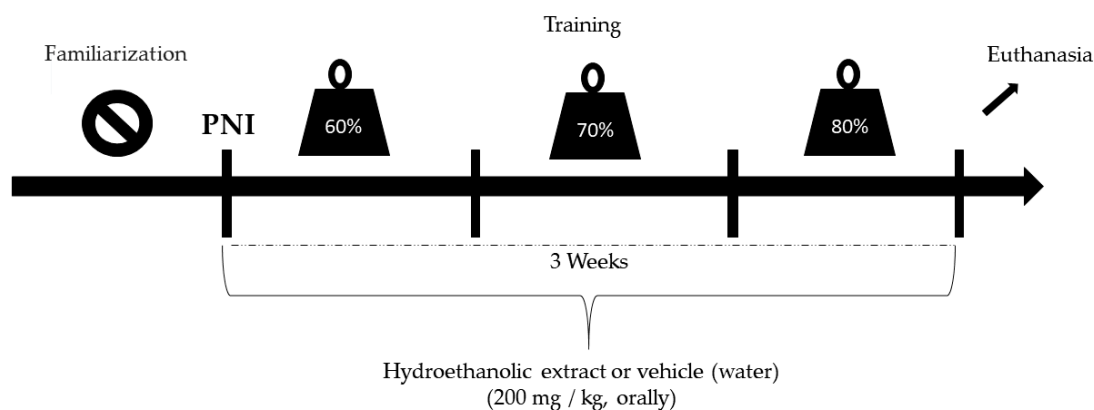 Training
Familiarization
Euthanasia
PNI
60%
70%
80%
3 Weeks
Hydroethanolic extract or vehicle (water)
(200 mg / kg, orally)